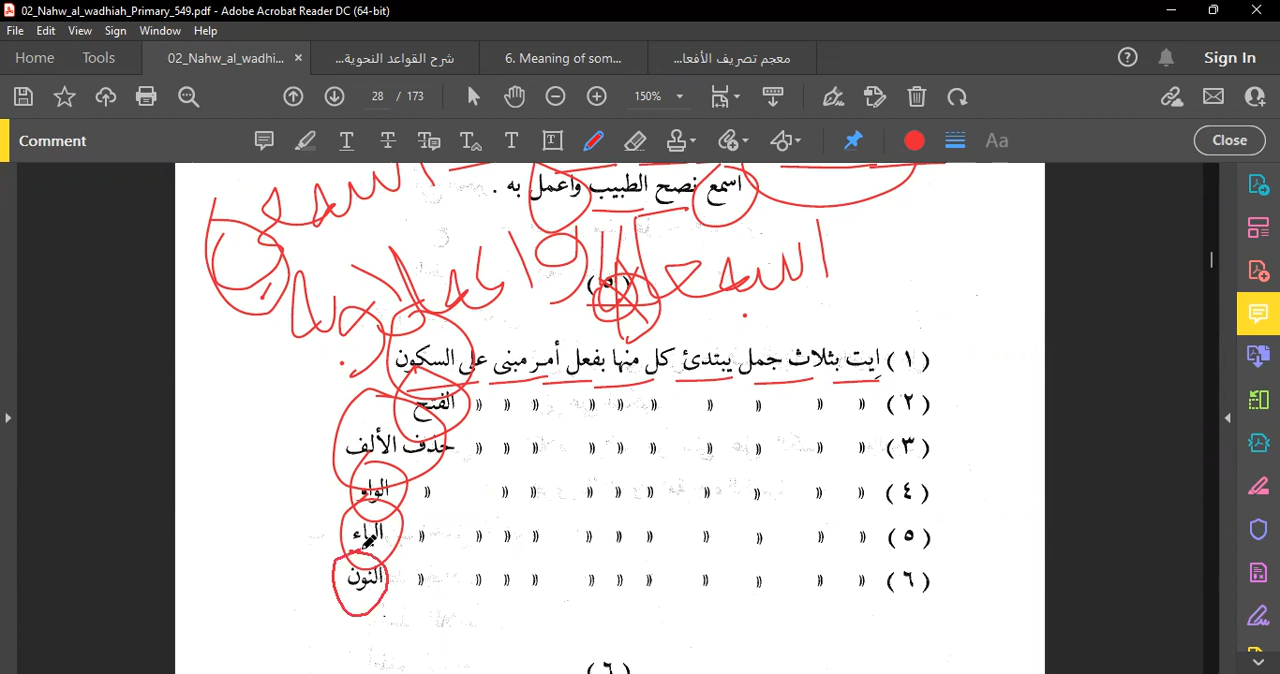 02_Nahw_al_wadhiah_Primary_549.pdf - Adobe Acrobat Reader DC (64-bit)
File Edit View Sign Window Help
Home Tools 02_Nahw_al_wadhi... × شرح القواعد النحوية... 6. Meaning of som... معجم تصريف الأفعا... Sign In
28 / 173 150%
Comment Close
اسمع نصح الطبيب واعمل به .
(٥)
(١) اِيت بثلاث جمل يبتدئ كل منها بفعل أمر مبنى على السكون
(٢) » » » » » » » » » الفتح
(٣) » » » » » » » » » حذف الألف
(٤) » » » » » » » » » » الواو
(٥) » » » » » » » » » » الياء
(٦) » » » » » » » » » » النون
(٦)